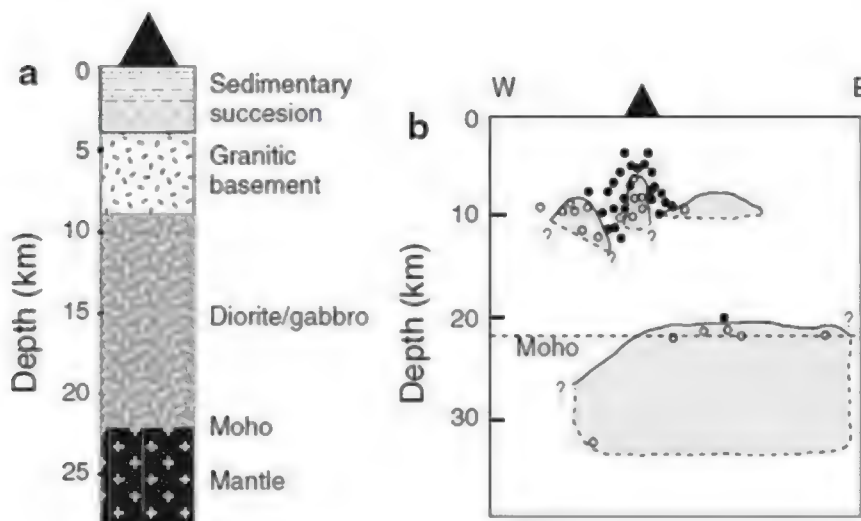 a
0
Sedimentary
succesion
5
Granitic
basement
10
15
Diorite/gabbro
20
Moho
25
Mantle
Depth (km)
b
W
E
0
10
20
30
Depth (km)
Moho
?
?
?
?
?
?